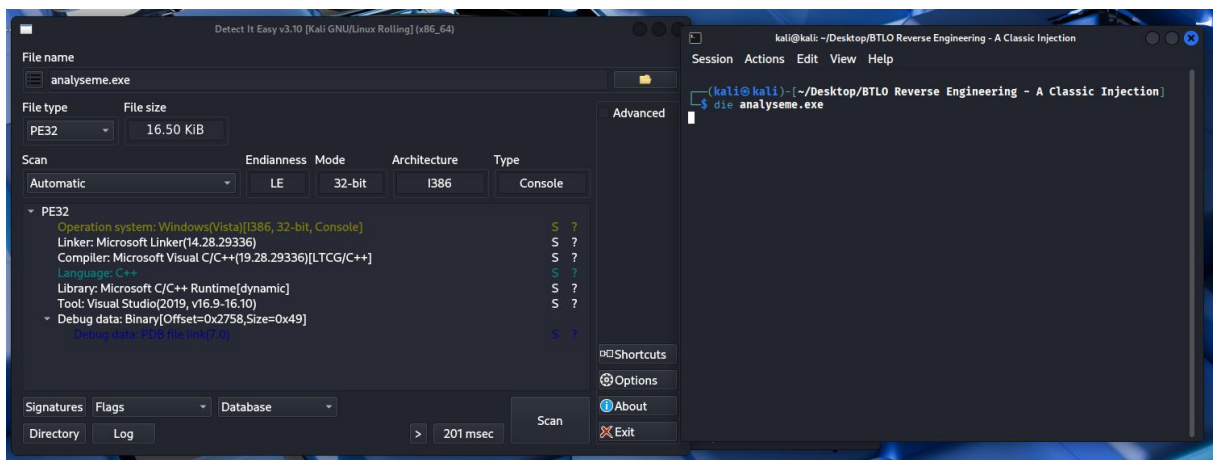 Detect It Easy v3.10 [Kali GNU/Linux Rolling] (x86_64)
File name
analyseme.exe
File type File size
PE32 16.50 KiB
Advanced
Scan Endianness Mode Architecture Type
Automatic LE 32-bit I386 Console
PE32
Operation system: Windows(Vista)[I386, 32-bit, Console] S ?
Linker: Microsoft Linker(14.28.29336) S ?
Compiler: Microsoft Visual C/C++(19.28.29336)[LTCG/C++] S ?
Language: C++ S ?
Library: Microsoft C/C++ Runtime[dynamic] S ?
Tool: Visual Studio(2019, v16.9-16.10) S ?
Debug data: Binary[Offset=0x2758,Size=0x49]
Debug data: PDB file link(7.0) S ?
Shortcuts
Options
About
Exit
Signatures Flags Database
Directory Log > 201 msec Scan
kali@kali: ~/Desktop/BTLO Reverse Engineering - A Classic Injection
Session Actions Edit View Help
┌──(kali㉿kali)-[~/Desktop/BTLO Reverse Engineering - A Classic Injection]
└─$ die analyseme.exe